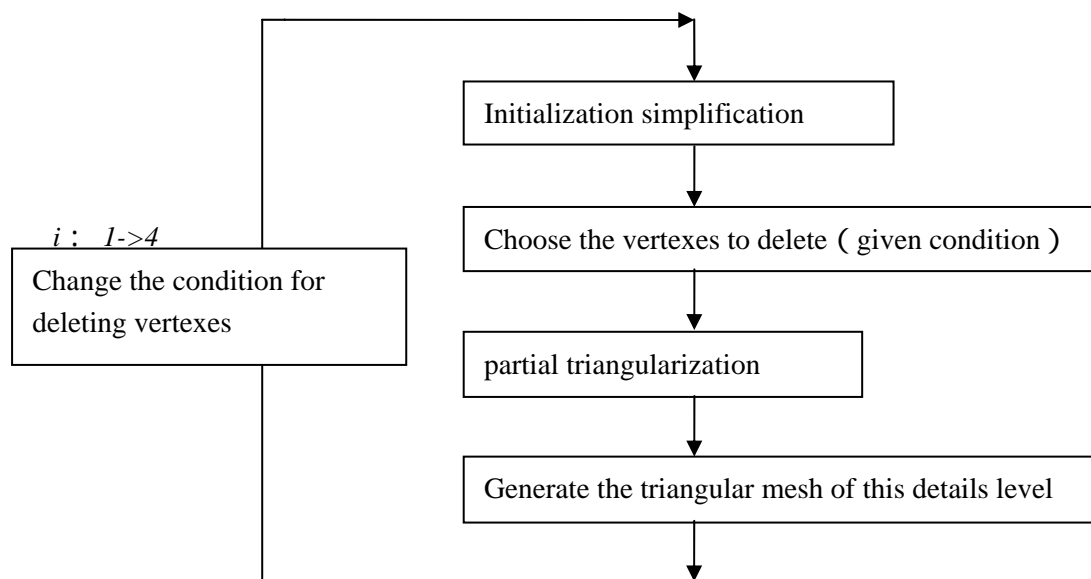 Initialization simplification
Choose the vertexes to delete（given condition）
i： 1->4
Change the condition for
deleting vertexes
partial triangularization
Generate the triangular mesh of this details level